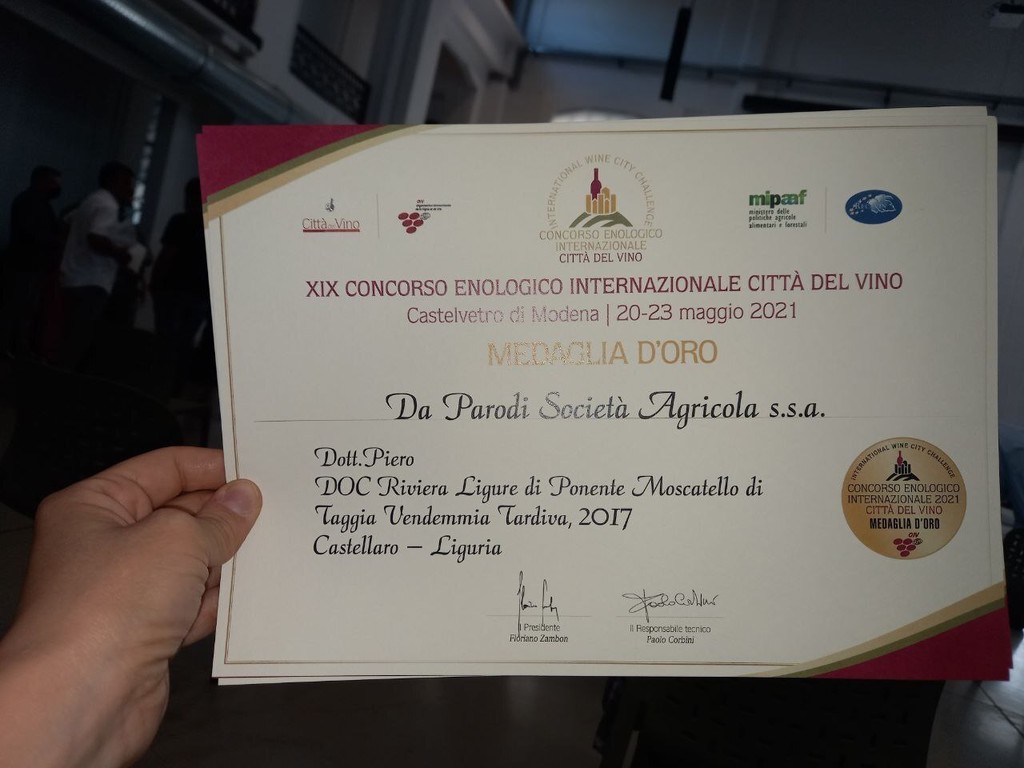 Città del Vino
OIV
INTERNATIONAL WINE CITY CHALLENGE
CONCORSO ENOLOGICO
INTERNAZIONALE
CITTÀ DEL VINO
mipaaf
ministero delle
politiche agricole
alimentari e forestali
XIX CONCORSO ENOLOGICO INTERNAZIONALE CITTÀ DEL VINO
Castelvetro di Modena | 20-23 maggio 2021
MEDAGLIA D'ORO
Da Parodi Società Agricola s.s.a.
Dott.Piero
DOC Riviera Ligure di Ponente Moscatello di
Taggia Vendemmia Tardiva, 2017
Castellaro – Liguria
INTERNATIONAL WINE CITY CHALLENGE
CONCORSO ENOLOGICO
INTERNAZIONALE 2021
CITTÀ DEL VINO
MEDAGLIA D'ORO
OIV
Il Presidente
Floriano Zambon
Il Responsabile tecnico
Paolo Corbini